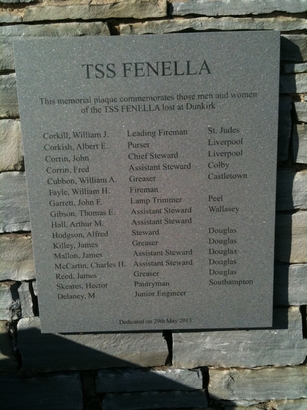 TSS FENELLA
This memorial plaque commemorates those men and women
of the TSS FENELLA lost at Dunkirk
Corkill, William J. Leading Fireman St. Judes
Corkish, Albert E. Purser Liverpool
Corrin, John Chief Steward Liverpool
Corrin, Fred Assistant Steward Colby
Cubbon, William A. Greaser Castletown
Fayle, William H. Fireman
Garrett, John F. Lamp Trimmer Peel
Gibson, Thomas E. Assistant Steward Wallasey
Hall, Arthur M. Assistant Steward
Hodgson, Alfred Steward Douglas
Killey, James Greaser Douglas
Mallon, James Assistant Steward Douglas
McCartin, Charles H. Assistant Steward Douglas
Reed, James Greaser Douglas
Skeares, Hector Pantryman Southampton
Delaney, M. Junior Engineer
Dedicated on 29th May 2013